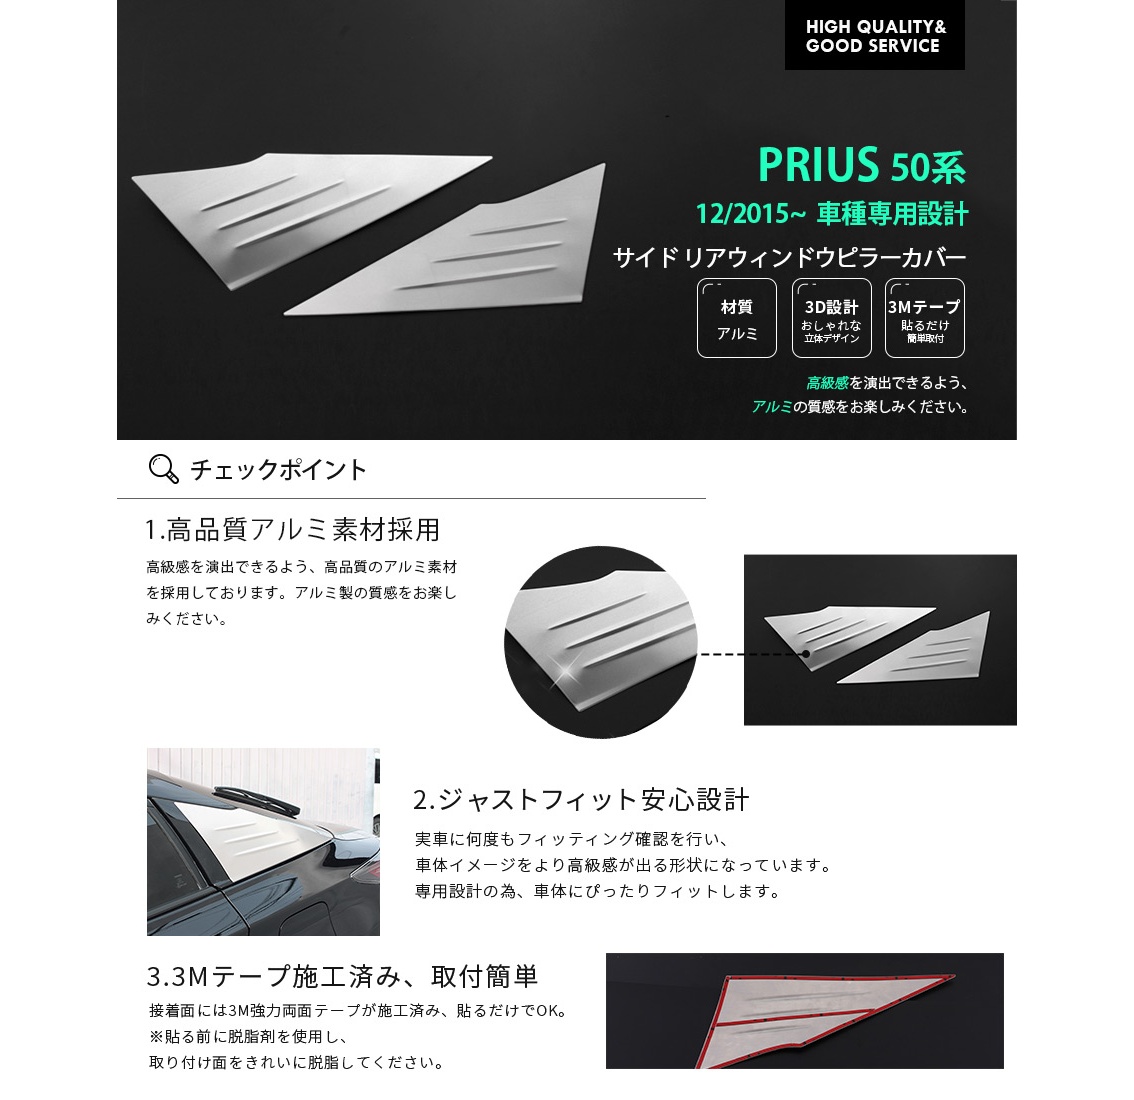 HIGH QUALITY&
GOOD SERVICE
PRIUS 50系
12/2015~ 車種専用設計
サイドリアウィンドウピラーカバー
材質
アルミ
3D設計
おしゃれな
立体デザイン
3Mテープ
貼るだけ
簡単取付
高級感を演出できるよう、
アルミの質感をお楽しみください。
チェックポイント
1.高品質アルミ素材採用
高級感を演出できるよう、高品質のアルミ素材
を採用しております。アルミ製の質感をお楽し
みください。
2.ジャストフィット安心設計
実車に何度もフィッティング確認を行い、
車体イメージをより高級感が出る形状になっています。
専用設計の為、車体にぴったりフィットします。
3.3Mテープ施工済み、取付簡単
接着面には3M強力両面テープが施工済み、貼るだけでOK。
※貼る前に脱脂剤を使用し、
取り付け面をきれいに脱脂してください。